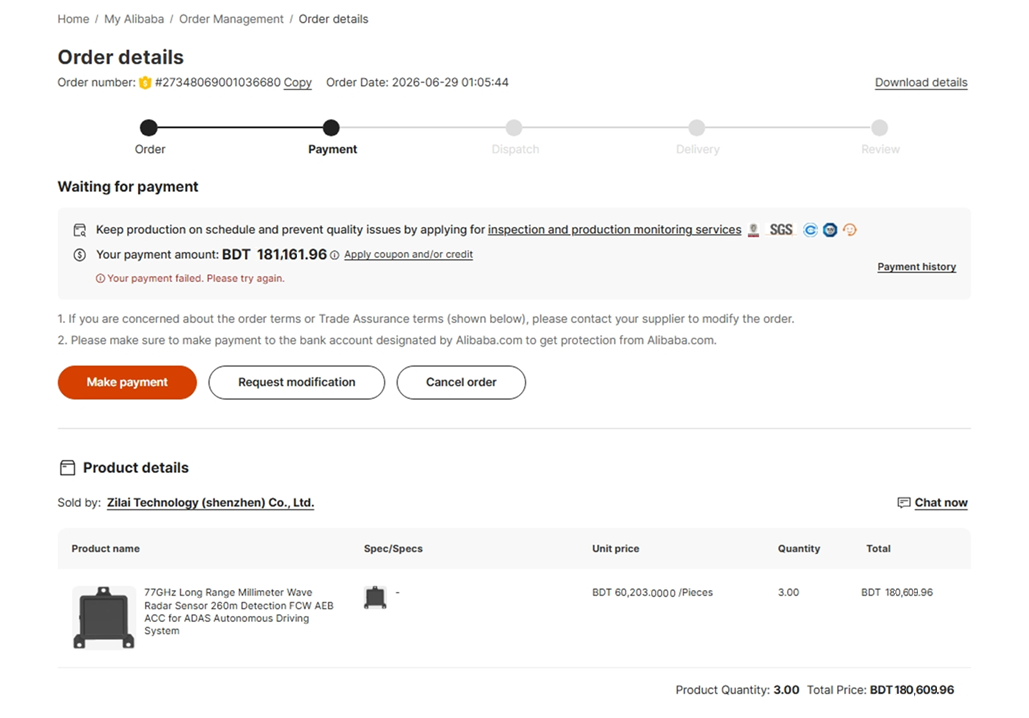 Home / My Alibaba / Order Management / Order details
Order details
Order number: #27348069001036680 Copy Order Date: 2026-06-29 01:05:44
Download details
Order
Payment
Dispatch
Delivery
Review
Waiting for payment
Keep production on schedule and prevent quality issues by applying for inspection and production monitoring services SGS
Your payment amount: BDT 181,161.96 Apply coupon and/or credit
Payment history
Your payment failed. Please try again.
1. If you are concerned about the order terms or Trade Assurance terms (shown below), please contact your supplier to modify the order.
2. Please make sure to make payment to the bank account designated by Alibaba.com to get protection from Alibaba.com.
Make payment
Request modification
Cancel order
Product details
Sold by: Zilai Technology (shenzhen) Co., Ltd.
Chat now
Product name Spec/Specs Unit price Quantity Total
77GHz Long Range Millimeter Wave
Radar Sensor 260m Detection FCW AEB
ACC for ADAS Autonomous Driving
System
-
BDT 60,203.0000 /Pieces
3.00
BDT 180,609.96
Product Quantity: 3.00 Total Price: BDT 180,609.96